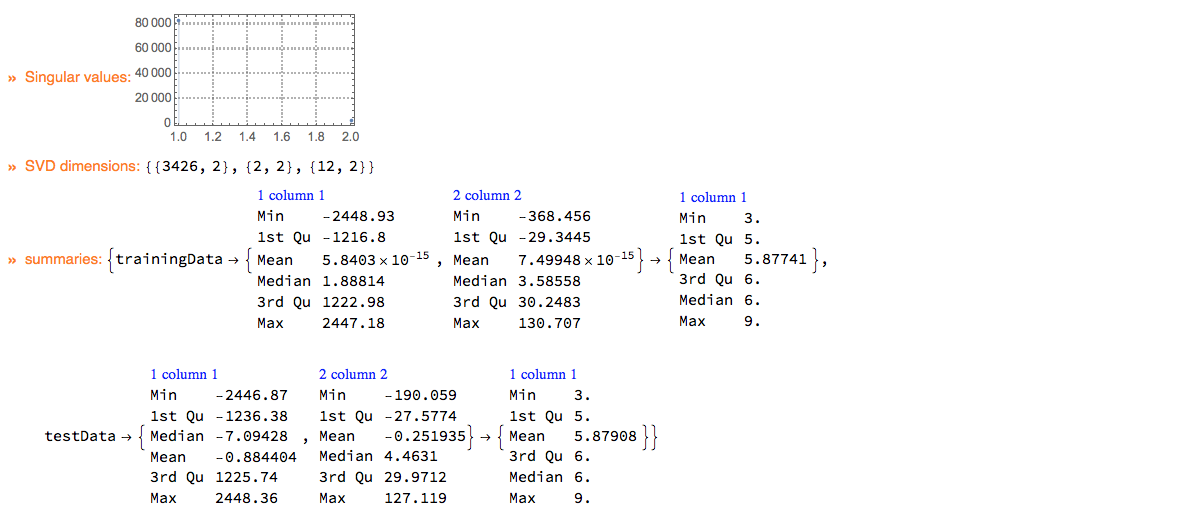 80 000
60 000
» Singular values: 40 000
20 000
0
1.0 1.2 1.4 1.6 1.8 2.0
» SVD dimensions: {{3426, 2}, {2, 2}, {12, 2}}
1 column 1 2 column 2 1 column 1
Min -2448.93 Min -368.456 Min 3.
1st Qu -1216.8 1st Qu -29.3445 1st Qu 5.
» summaries: {trainingData → { Mean 5.8403 × 10^-15 , Mean 7.49948 × 10^-15 } → { Mean 5.87741 },
Median 1.88814 Median 3.58558 3rd Qu 6.
3rd Qu 1222.98 3rd Qu 30.2483 Median 6.
Max 2447.18 Max 130.707 Max 9.
1 column 1 2 column 2 1 column 1
Min -2446.87 Min -190.059 Min 3.
1st Qu -1236.38 1st Qu -27.5774 1st Qu 5.
testData → { Median -7.09428 , Mean -0.251935 } → { Mean 5.87908 }}
Mean -0.884404 Median 4.4631 3rd Qu 6.
3rd Qu 1225.74 3rd Qu 29.9712 Median 6.
Max 2448.36 Max 127.119 Max 9.